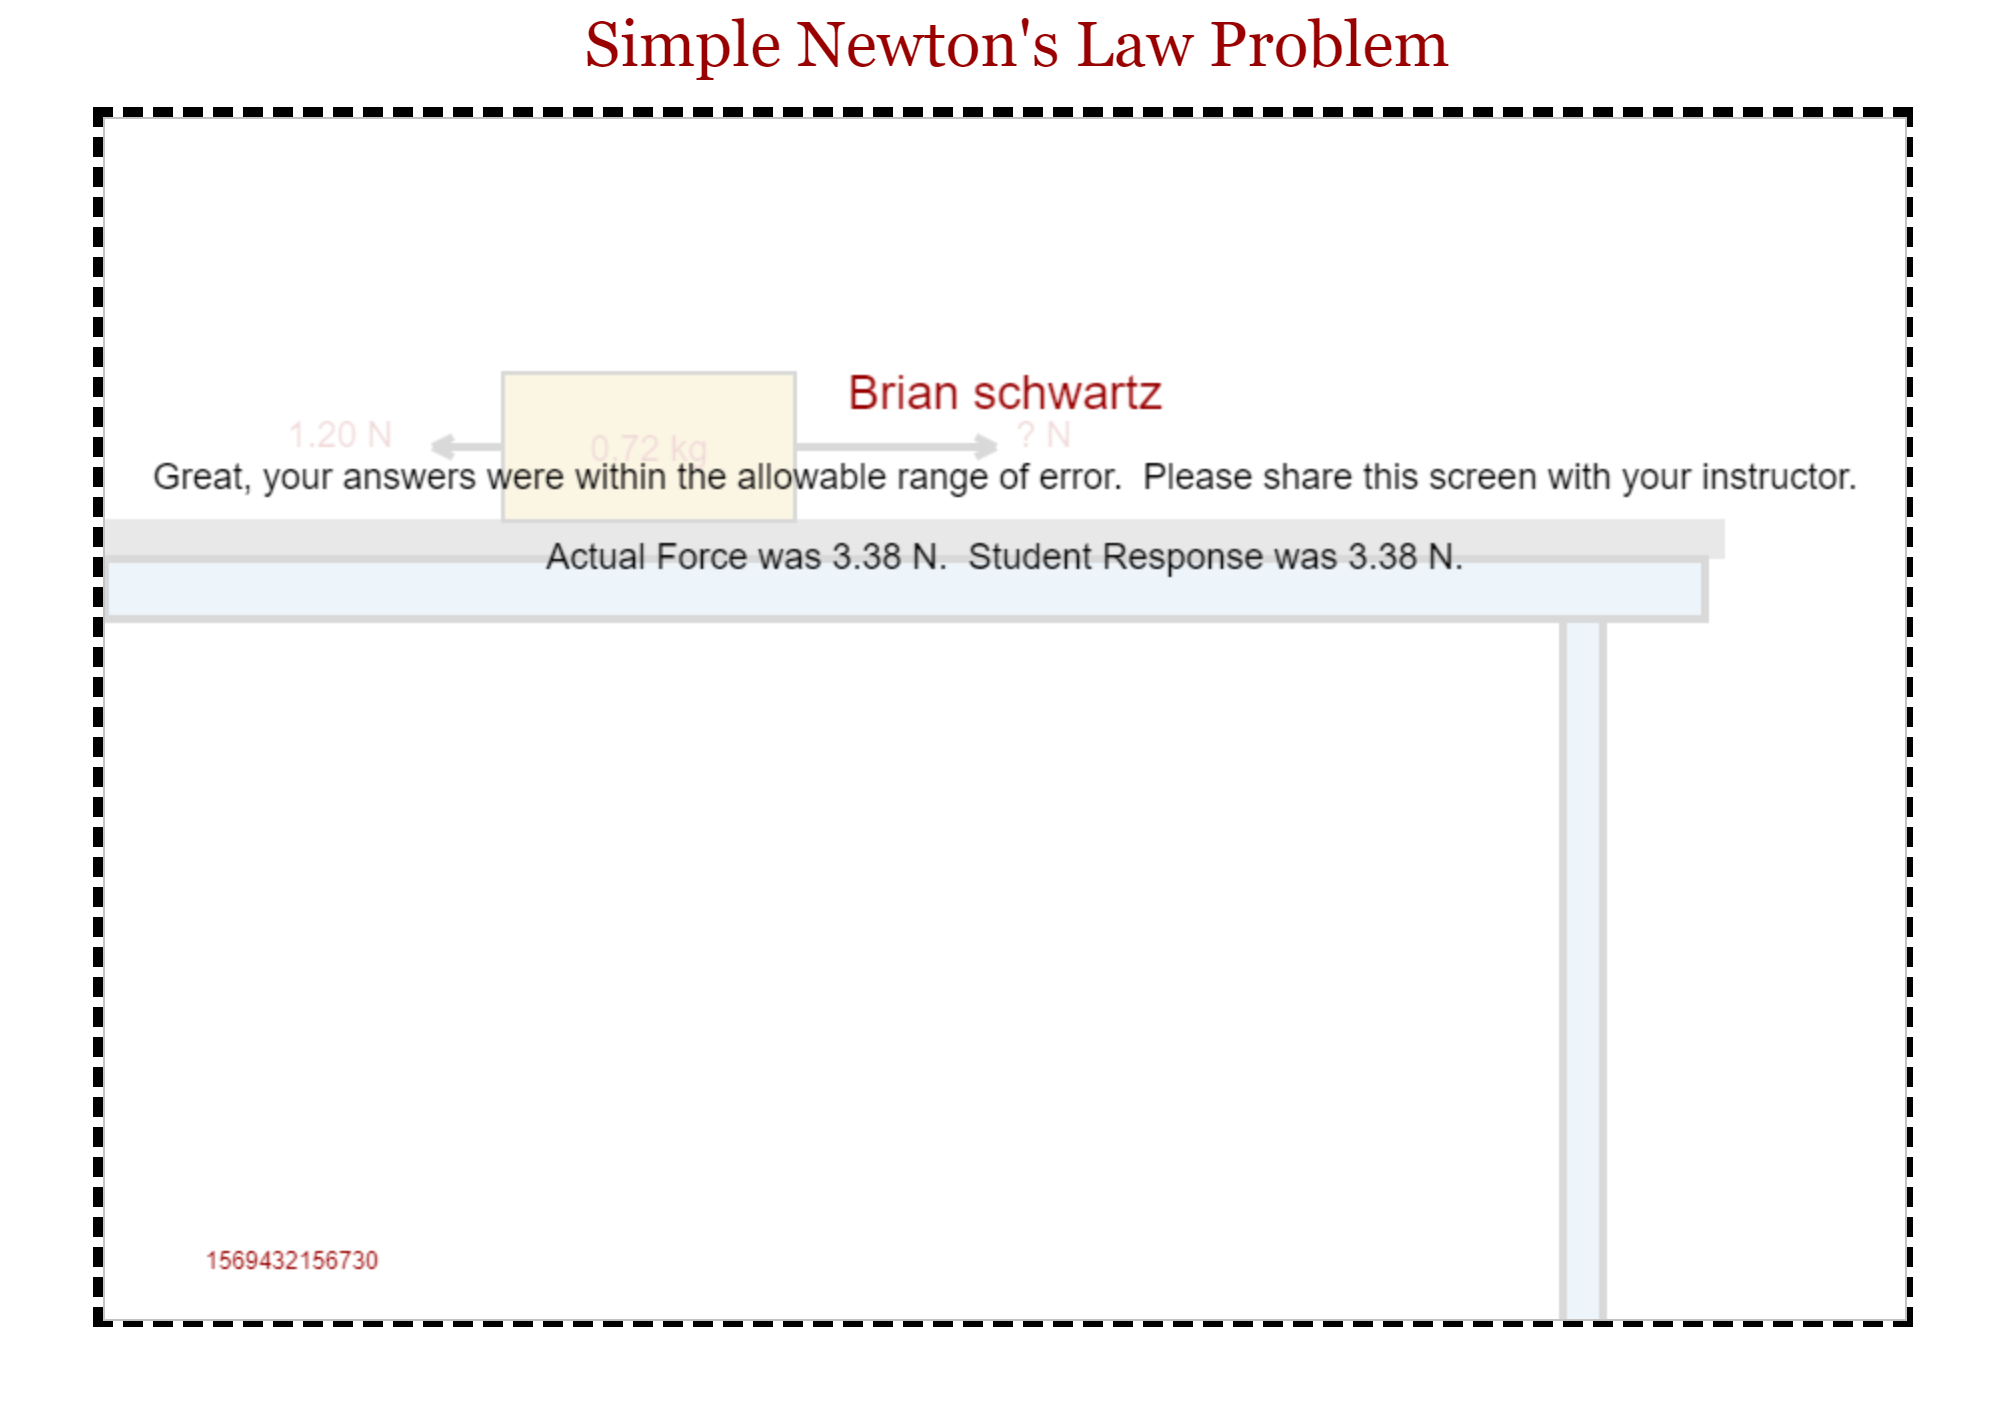 Simple Newton's Law Problem
Brian schwartz
1.20 N
0.72 kg
? N
Great, your answers were within the allowable range of error.  Please share this screen with your instructor.
Actual Force was 3.38 N.  Student Response was 3.38 N.
1569432156730